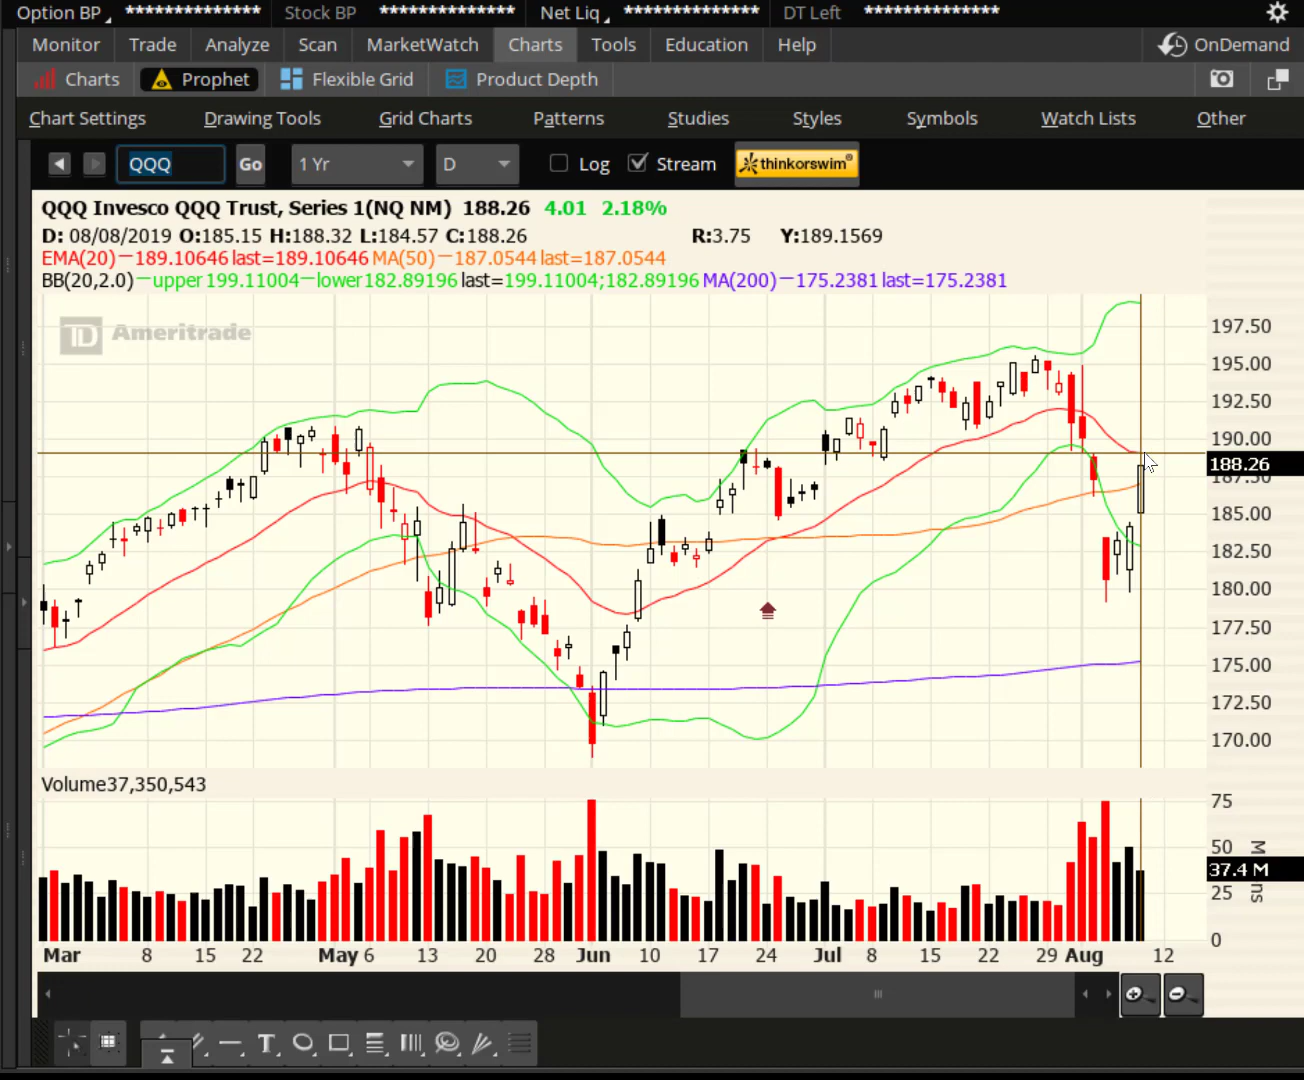 Option BP ************** Stock BP ************** Net Liq ************** DT Left **************
Monitor Trade Analyze Scan MarketWatch Charts Tools Education Help OnDemand
Charts Prophet Flexible Grid Product Depth
Chart Settings Drawing Tools Grid Charts Patterns Studies Styles Symbols Watch Lists Other
QQQ Go 1 Yr D Log Stream thinkorswim®
QQQ Invesco QQQ Trust, Series 1(NQ NM) 188.26 4.01 2.18%
D: 08/08/2019 O:185.15 H:188.32 L:184.57 C:188.26 R:3.75 Y:189.1569
EMA(20)—189.10646 last=189.10646 MA(50)—187.0544 last=187.0544
BB(20,2.0)—upper 199.11004—lower 182.89196 last=199.11004;182.89196 MA(200)—175.2381 last=175.2381
TD Ameritrade
197.50
195.00
192.50
190.00
188.26
187.50
185.00
182.50
180.00
177.50
175.00
172.50
170.00
Volume37,350,543
75
50
37.4 M
25
0
Mar 8 15 22 May 6 13 20 28 Jun 10 17 24 Jul 8 15 22 29 Aug 12
T